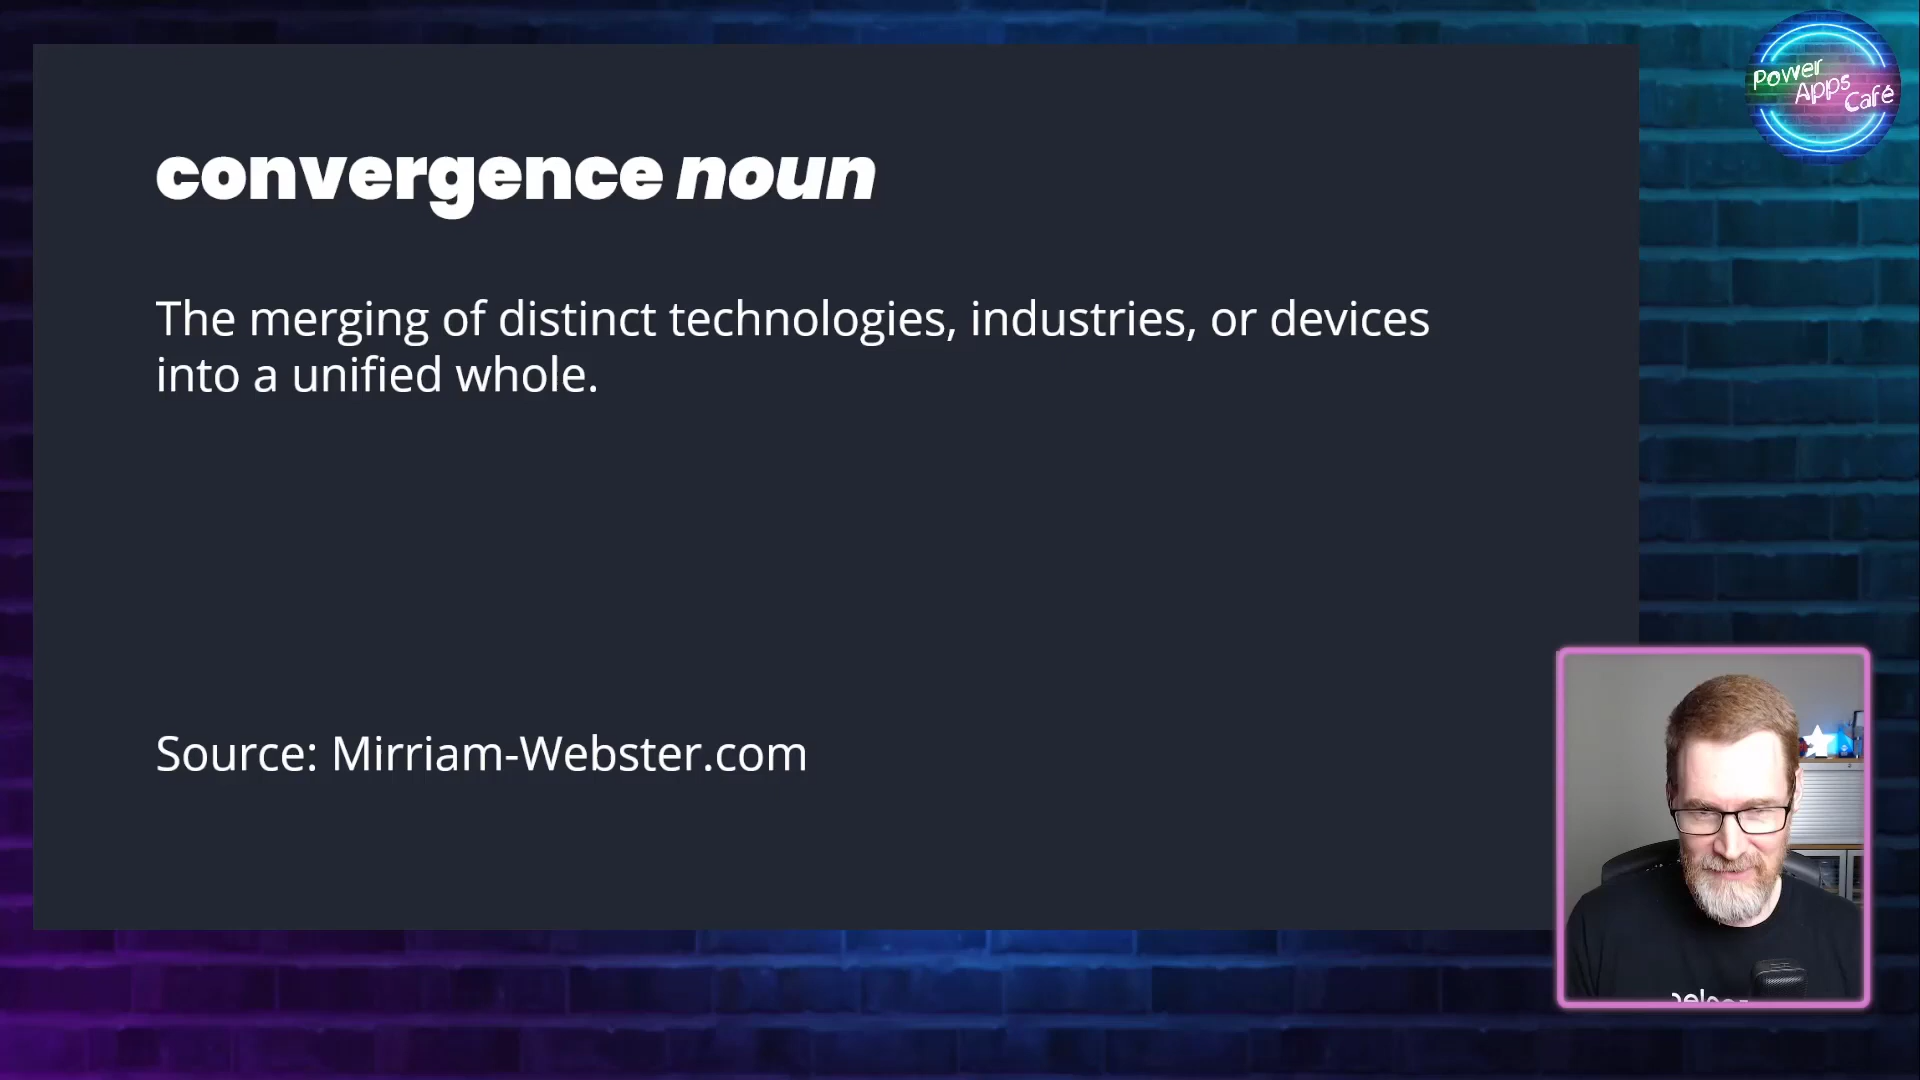 Power
Apps
Café
convergence noun
The merging of distinct technologies, industries, or devices
into a unified whole.
Source: Mirriam-Webster.com